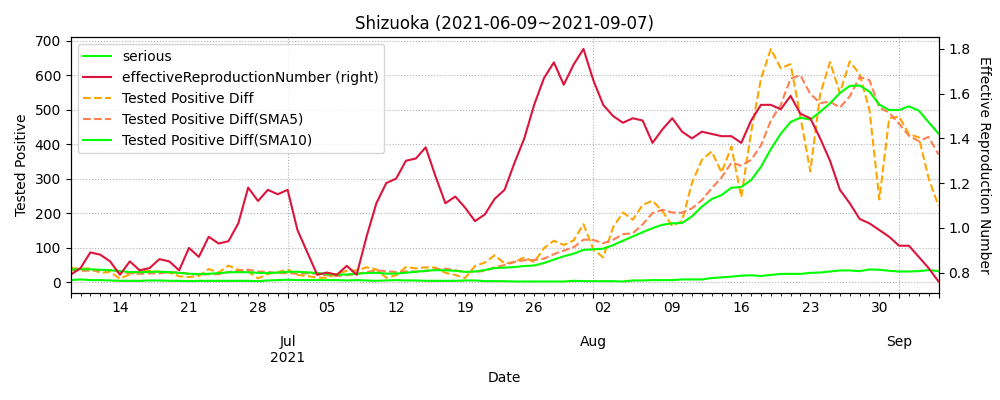 Shizuoka (2021-06-09~2021-09-07)
serious
effectiveReproductionNumber (right)
Tested Positive Diff
Tested Positive Diff(SMA5)
Tested Positive Diff(SMA10)
Tested Positive
700
600
500
400
300
200
100
0
1.8
1.6
1.4
1.2
1.0
0.8
Effective Reproduction Number
14 21 28 05 12 19 26 02 09 16 23 30
Jul Aug Sep
2021
Date